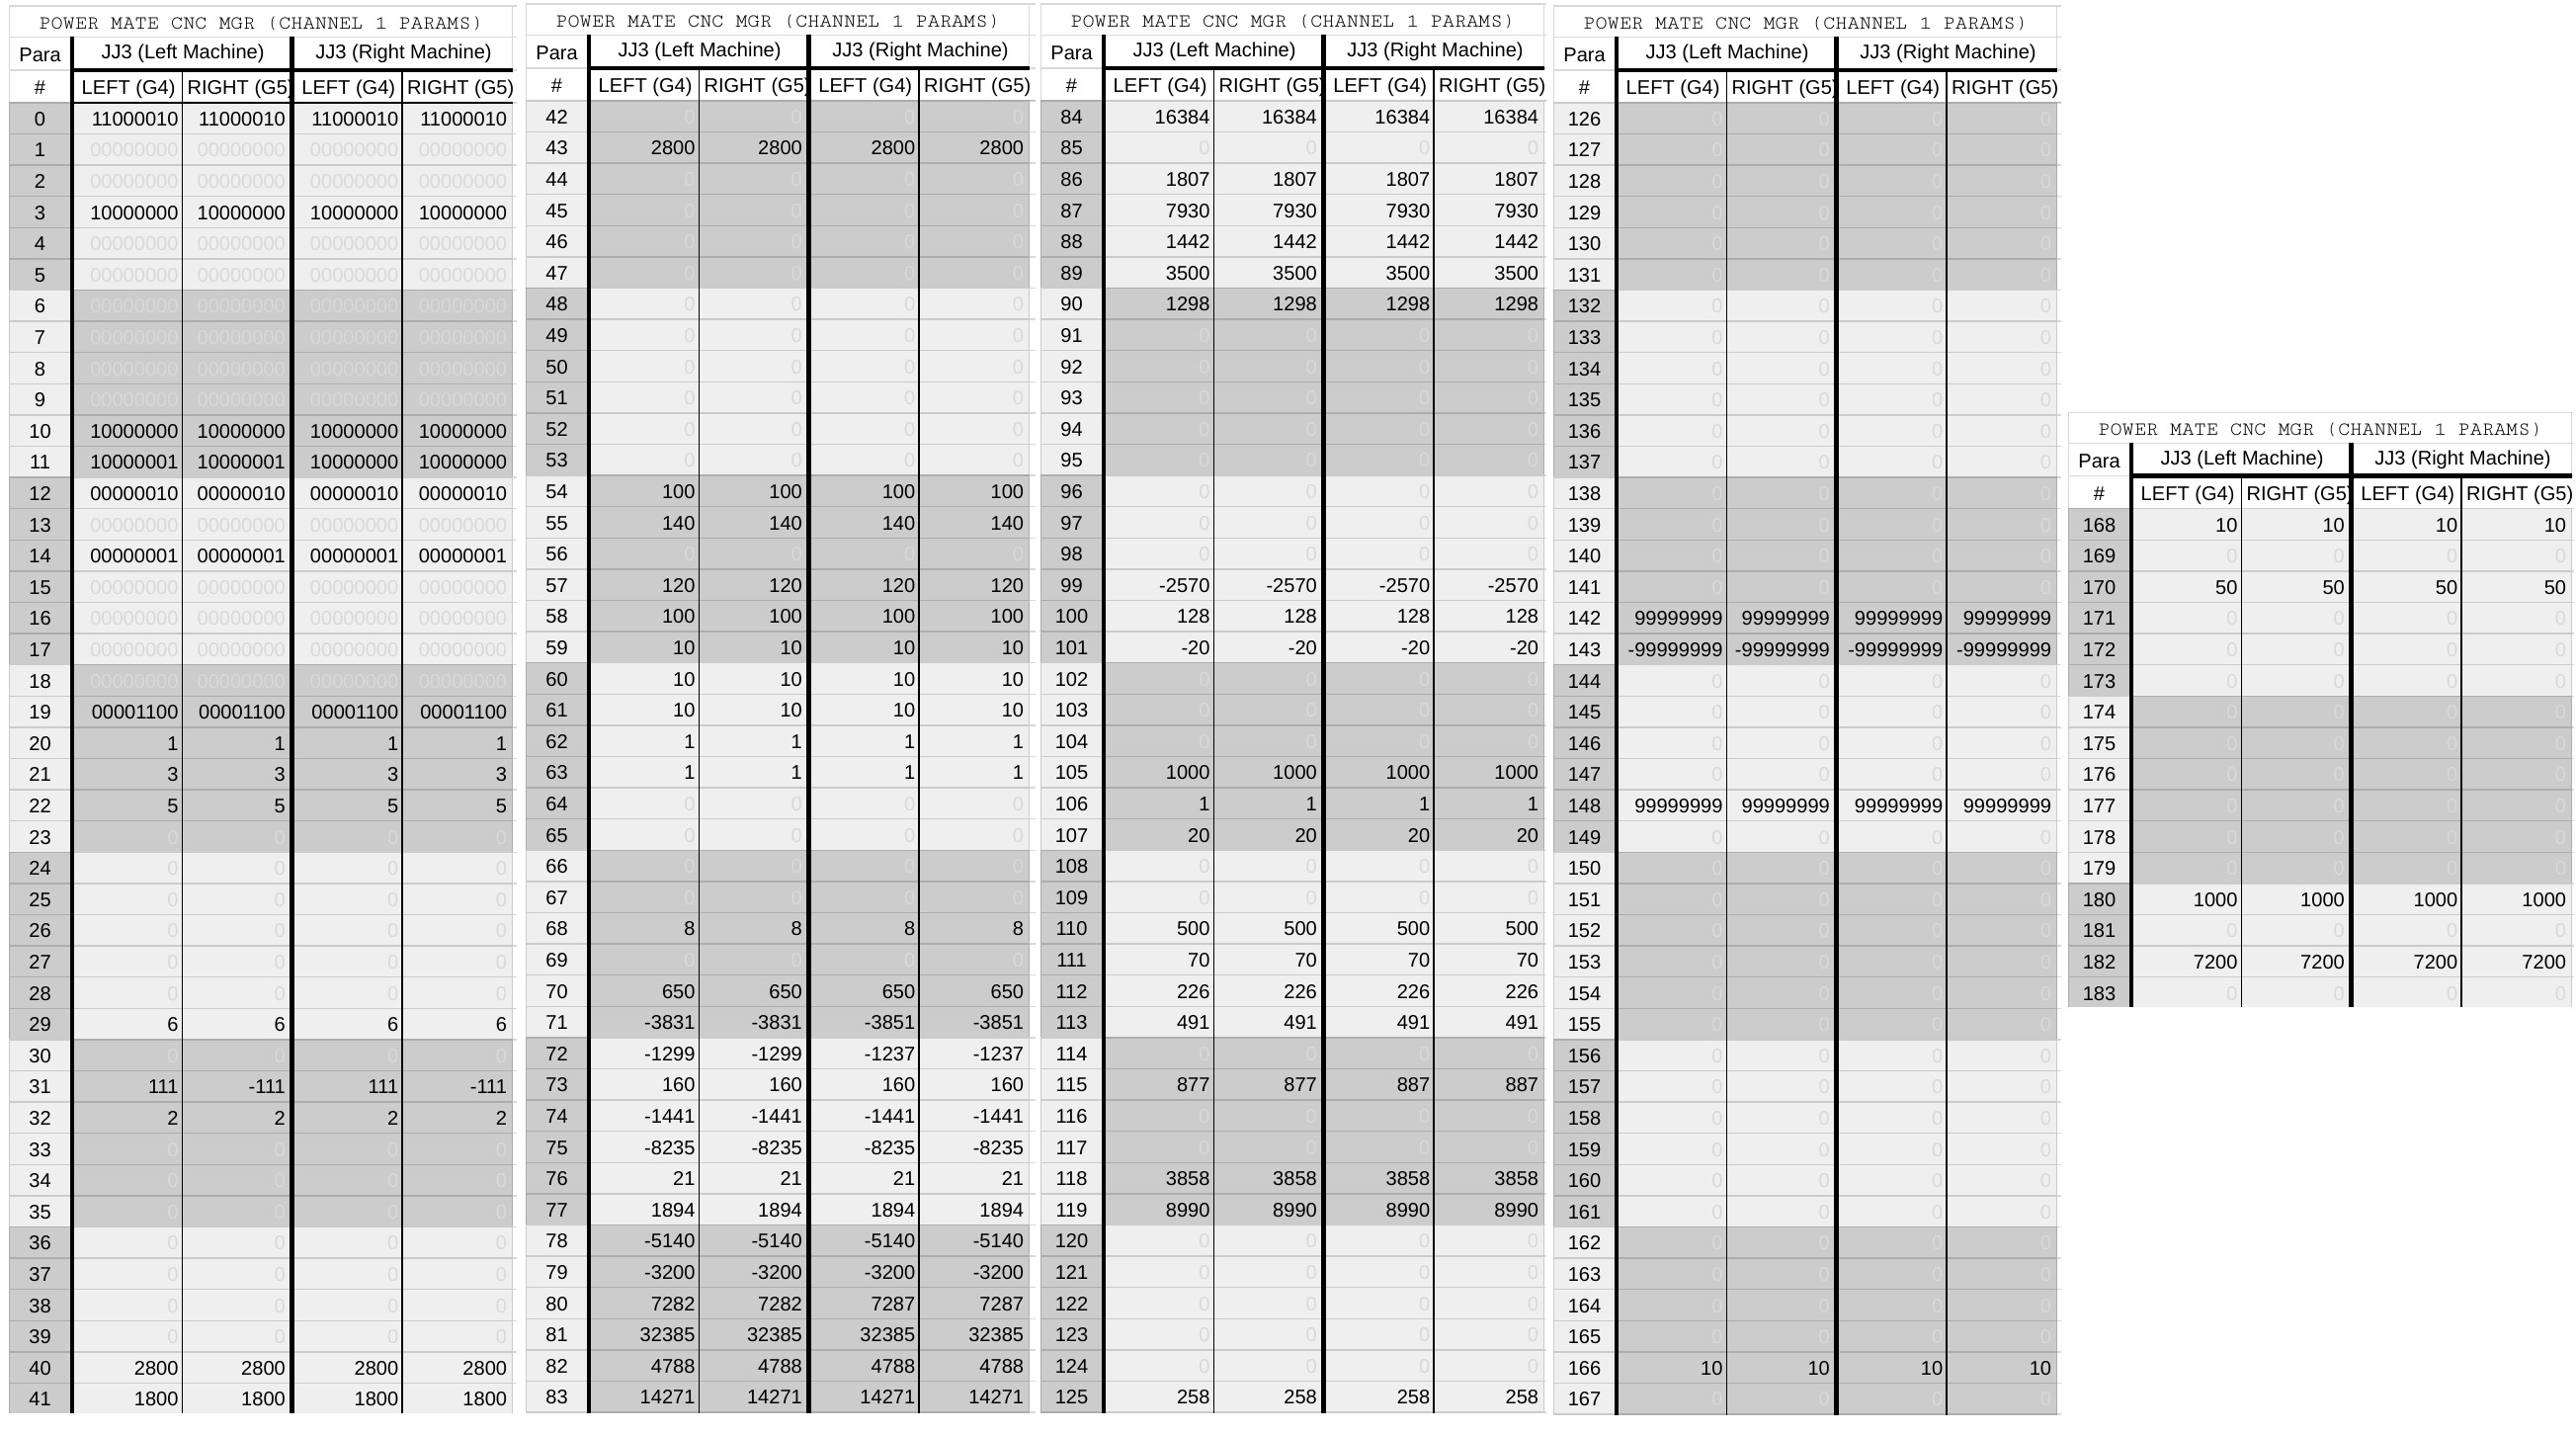 POWER MATE CNC MGR (CHANNEL 1 PARAMS)
Para JJ3 (Left Machine) JJ3 (Right Machine)
# LEFT (G4) RIGHT (G5) LEFT (G4) RIGHT (G5)
0 11000010 11000010 11000010 11000010
1 00000000 00000000 00000000 00000000
2 00000000 00000000 00000000 00000000
3 10000000 10000000 10000000 10000000
4 00000000 00000000 00000000 00000000
5 00000000 00000000 00000000 00000000
6 00000000 00000000 00000000 00000000
7 00000000 00000000 00000000 00000000
8 00000000 00000000 00000000 00000000
9 00000000 00000000 00000000 00000000
10 10000000 10000000 10000000 10000000
11 10000001 10000001 10000000 10000000
12 00000010 00000010 00000010 00000010
13 00000000 00000000 00000000 00000000
14 00000001 00000001 00000001 00000001
15 00000000 00000000 00000000 00000000
16 00000000 00000000 00000000 00000000
17 00000000 00000000 00000000 00000000
18 00000000 00000000 00000000 00000000
19 00001100 00001100 00001100 00001100
20 1 1 1 1
21 3 3 3 3
22 5 5 5 5
23 0 0 0 0
24 0 0 0 0
25 0 0 0 0
26 0 0 0 0
27 0 0 0 0
28 0 0 0 0
29 6 6 6 6
30 0 0 0 0
31 111 -111 111 -111
32 2 2 2 2
33 0 0 0 0
34 0 0 0 0
35 0 0 0 0
36 0 0 0 0
37 0 0 0 0
38 0 0 0 0
39 0 0 0 0
40 2800 2800 2800 2800
41 1800 1800 1800 1800
POWER MATE CNC MGR (CHANNEL 1 PARAMS)
Para JJ3 (Left Machine) JJ3 (Right Machine)
# LEFT (G4) RIGHT (G5) LEFT (G4) RIGHT (G5)
42 0 0 0 0
43 2800 2800 2800 2800
44 0 0 0 0
45 0 0 0 0
46 0 0 0 0
47 0 0 0 0
48 0 0 0 0
49 0 0 0 0
50 0 0 0 0
51 0 0 0 0
52 0 0 0 0
53 0 0 0 0
54 100 100 100 100
55 140 140 140 140
56 0 0 0 0
57 120 120 120 120
58 100 100 100 100
59 10 10 10 10
60 10 10 10 10
61 10 10 10 10
62 1 1 1 1
63 1 1 1 1
64 0 0 0 0
65 0 0 0 0
66 0 0 0 0
67 0 0 0 0
68 8 8 8 8
69 0 0 0 0
70 650 650 650 650
71 -3831 -3831 -3851 -3851
72 -1299 -1299 -1237 -1237
73 160 160 160 160
74 -1441 -1441 -1441 -1441
75 -8235 -8235 -8235 -8235
76 21 21 21 21
77 1894 1894 1894 1894
78 -5140 -5140 -5140 -5140
79 -3200 -3200 -3200 -3200
80 7282 7282 7287 7287
81 32385 32385 32385 32385
82 4788 4788 4788 4788
83 14271 14271 14271 14271
POWER MATE CNC MGR (CHANNEL 1 PARAMS)
Para JJ3 (Left Machine) JJ3 (Right Machine)
# LEFT (G4) RIGHT (G5) LEFT (G4) RIGHT (G5)
84 16384 16384 16384 16384
85 0 0 0 0
86 1807 1807 1807 1807
87 7930 7930 7930 7930
88 1442 1442 1442 1442
89 3500 3500 3500 3500
90 1298 1298 1298 1298
91 0 0 0 0
92 0 0 0 0
93 0 0 0 0
94 0 0 0 0
95 0 0 0 0
96 0 0 0 0
97 0 0 0 0
98 0 0 0 0
99 -2570 -2570 -2570 -2570
100 128 128 128 128
101 -20 -20 -20 -20
102 0 0 0 0
103 0 0 0 0
104 0 0 0 0
105 1000 1000 1000 1000
106 1 1 1 1
107 20 20 20 20
108 0 0 0 0
109 0 0 0 0
110 500 500 500 500
111 70 70 70 70
112 226 226 226 226
113 491 491 491 491
114 0 0 0 0
115 877 877 887 887
116 0 0 0 0
117 0 0 0 0
118 3858 3858 3858 3858
119 8990 8990 8990 8990
120 0 0 0 0
121 0 0 0 0
122 0 0 0 0
123 0 0 0 0
124 0 0 0 0
125 258 258 258 258
POWER MATE CNC MGR (CHANNEL 1 PARAMS)
Para JJ3 (Left Machine) JJ3 (Right Machine)
# LEFT (G4) RIGHT (G5) LEFT (G4) RIGHT (G5)
126 0 0 0 0
127 0 0 0 0
128 0 0 0 0
129 0 0 0 0
130 0 0 0 0
131 0 0 0 0
132 0 0 0 0
133 0 0 0 0
134 0 0 0 0
135 0 0 0 0
136 0 0 0 0
137 0 0 0 0
138 0 0 0 0
139 0 0 0 0
140 0 0 0 0
141 0 0 0 0
142 99999999 99999999 99999999 99999999
143 -99999999 -99999999 -99999999 -99999999
144 0 0 0 0
145 0 0 0 0
146 0 0 0 0
147 0 0 0 0
148 99999999 99999999 99999999 99999999
149 0 0 0 0
150 0 0 0 0
151 0 0 0 0
152 0 0 0 0
153 0 0 0 0
154 0 0 0 0
155 0 0 0 0
156 0 0 0 0
157 0 0 0 0
158 0 0 0 0
159 0 0 0 0
160 0 0 0 0
161 0 0 0 0
162 0 0 0 0
163 0 0 0 0
164 0 0 0 0
165 0 0 0 0
166 10 10 10 10
167 0 0 0 0
POWER MATE CNC MGR (CHANNEL 1 PARAMS)
Para JJ3 (Left Machine) JJ3 (Right Machine)
# LEFT (G4) RIGHT (G5) LEFT (G4) RIGHT (G5)
168 10 10 10 10
169 0 0 0 0
170 50 50 50 50
171 0 0 0 0
172 0 0 0 0
173 0 0 0 0
174 0 0 0 0
175 0 0 0 0
176 0 0 0 0
177 0 0 0 0
178 0 0 0 0
179 0 0 0 0
180 1000 1000 1000 1000
181 0 0 0 0
182 7200 7200 7200 7200
183 0 0 0 0